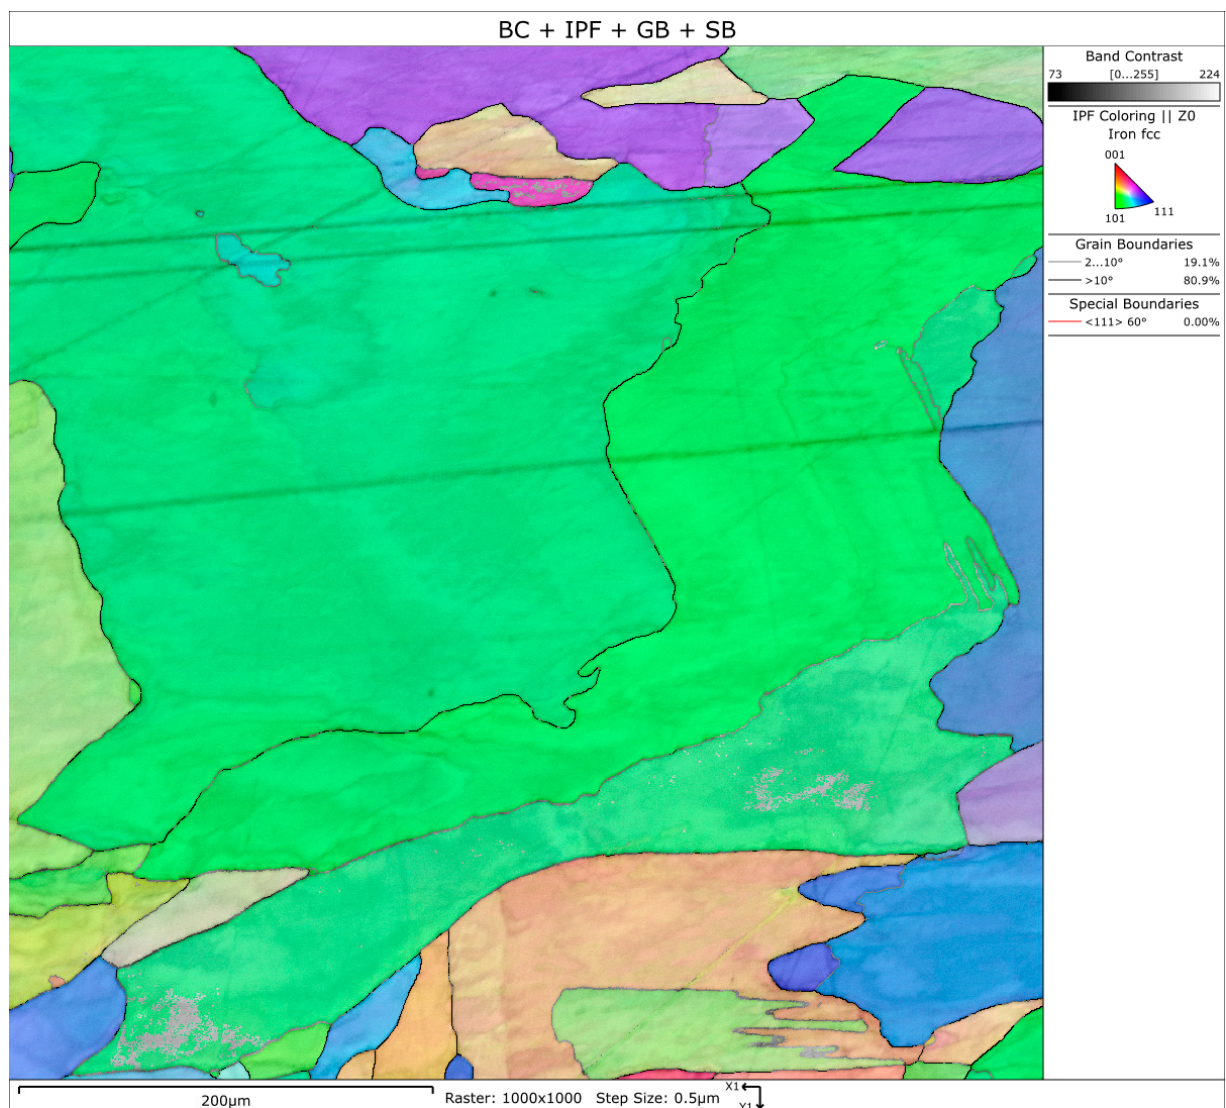 BC + IPF + GB + SB
Band Contrast
73 [0...255] 224
IPF Coloring || Z0
Iron fcc
001
101 111
Grain Boundaries
2...10° 19.1%
>10° 80.9%
Special Boundaries
<111> 60° 0.00%
200µm
Raster: 1000x1000 Step Size: 0.5µm
X1
Y1